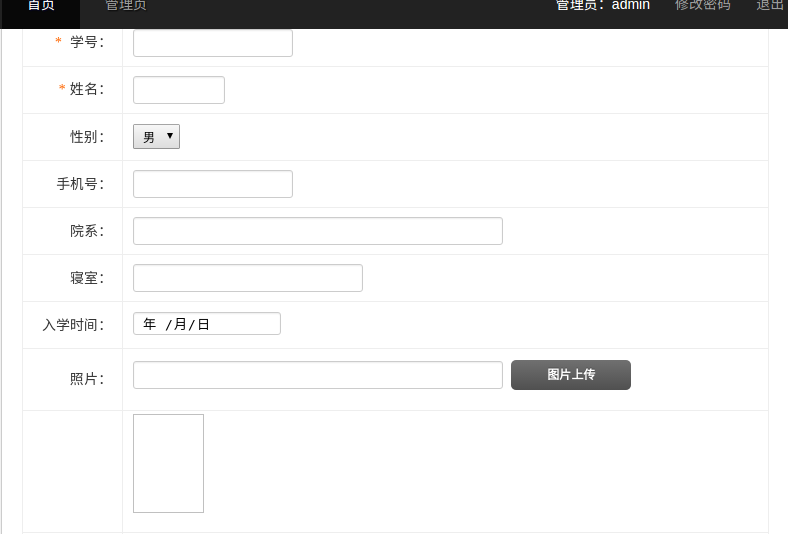 首页 管理页 管理员：admin 修改密码 退出
* 学号：
* 姓名：
性别： 男
手机号：
院系：
寝室：
入学时间： 年 /月/日
照片： 图片上传